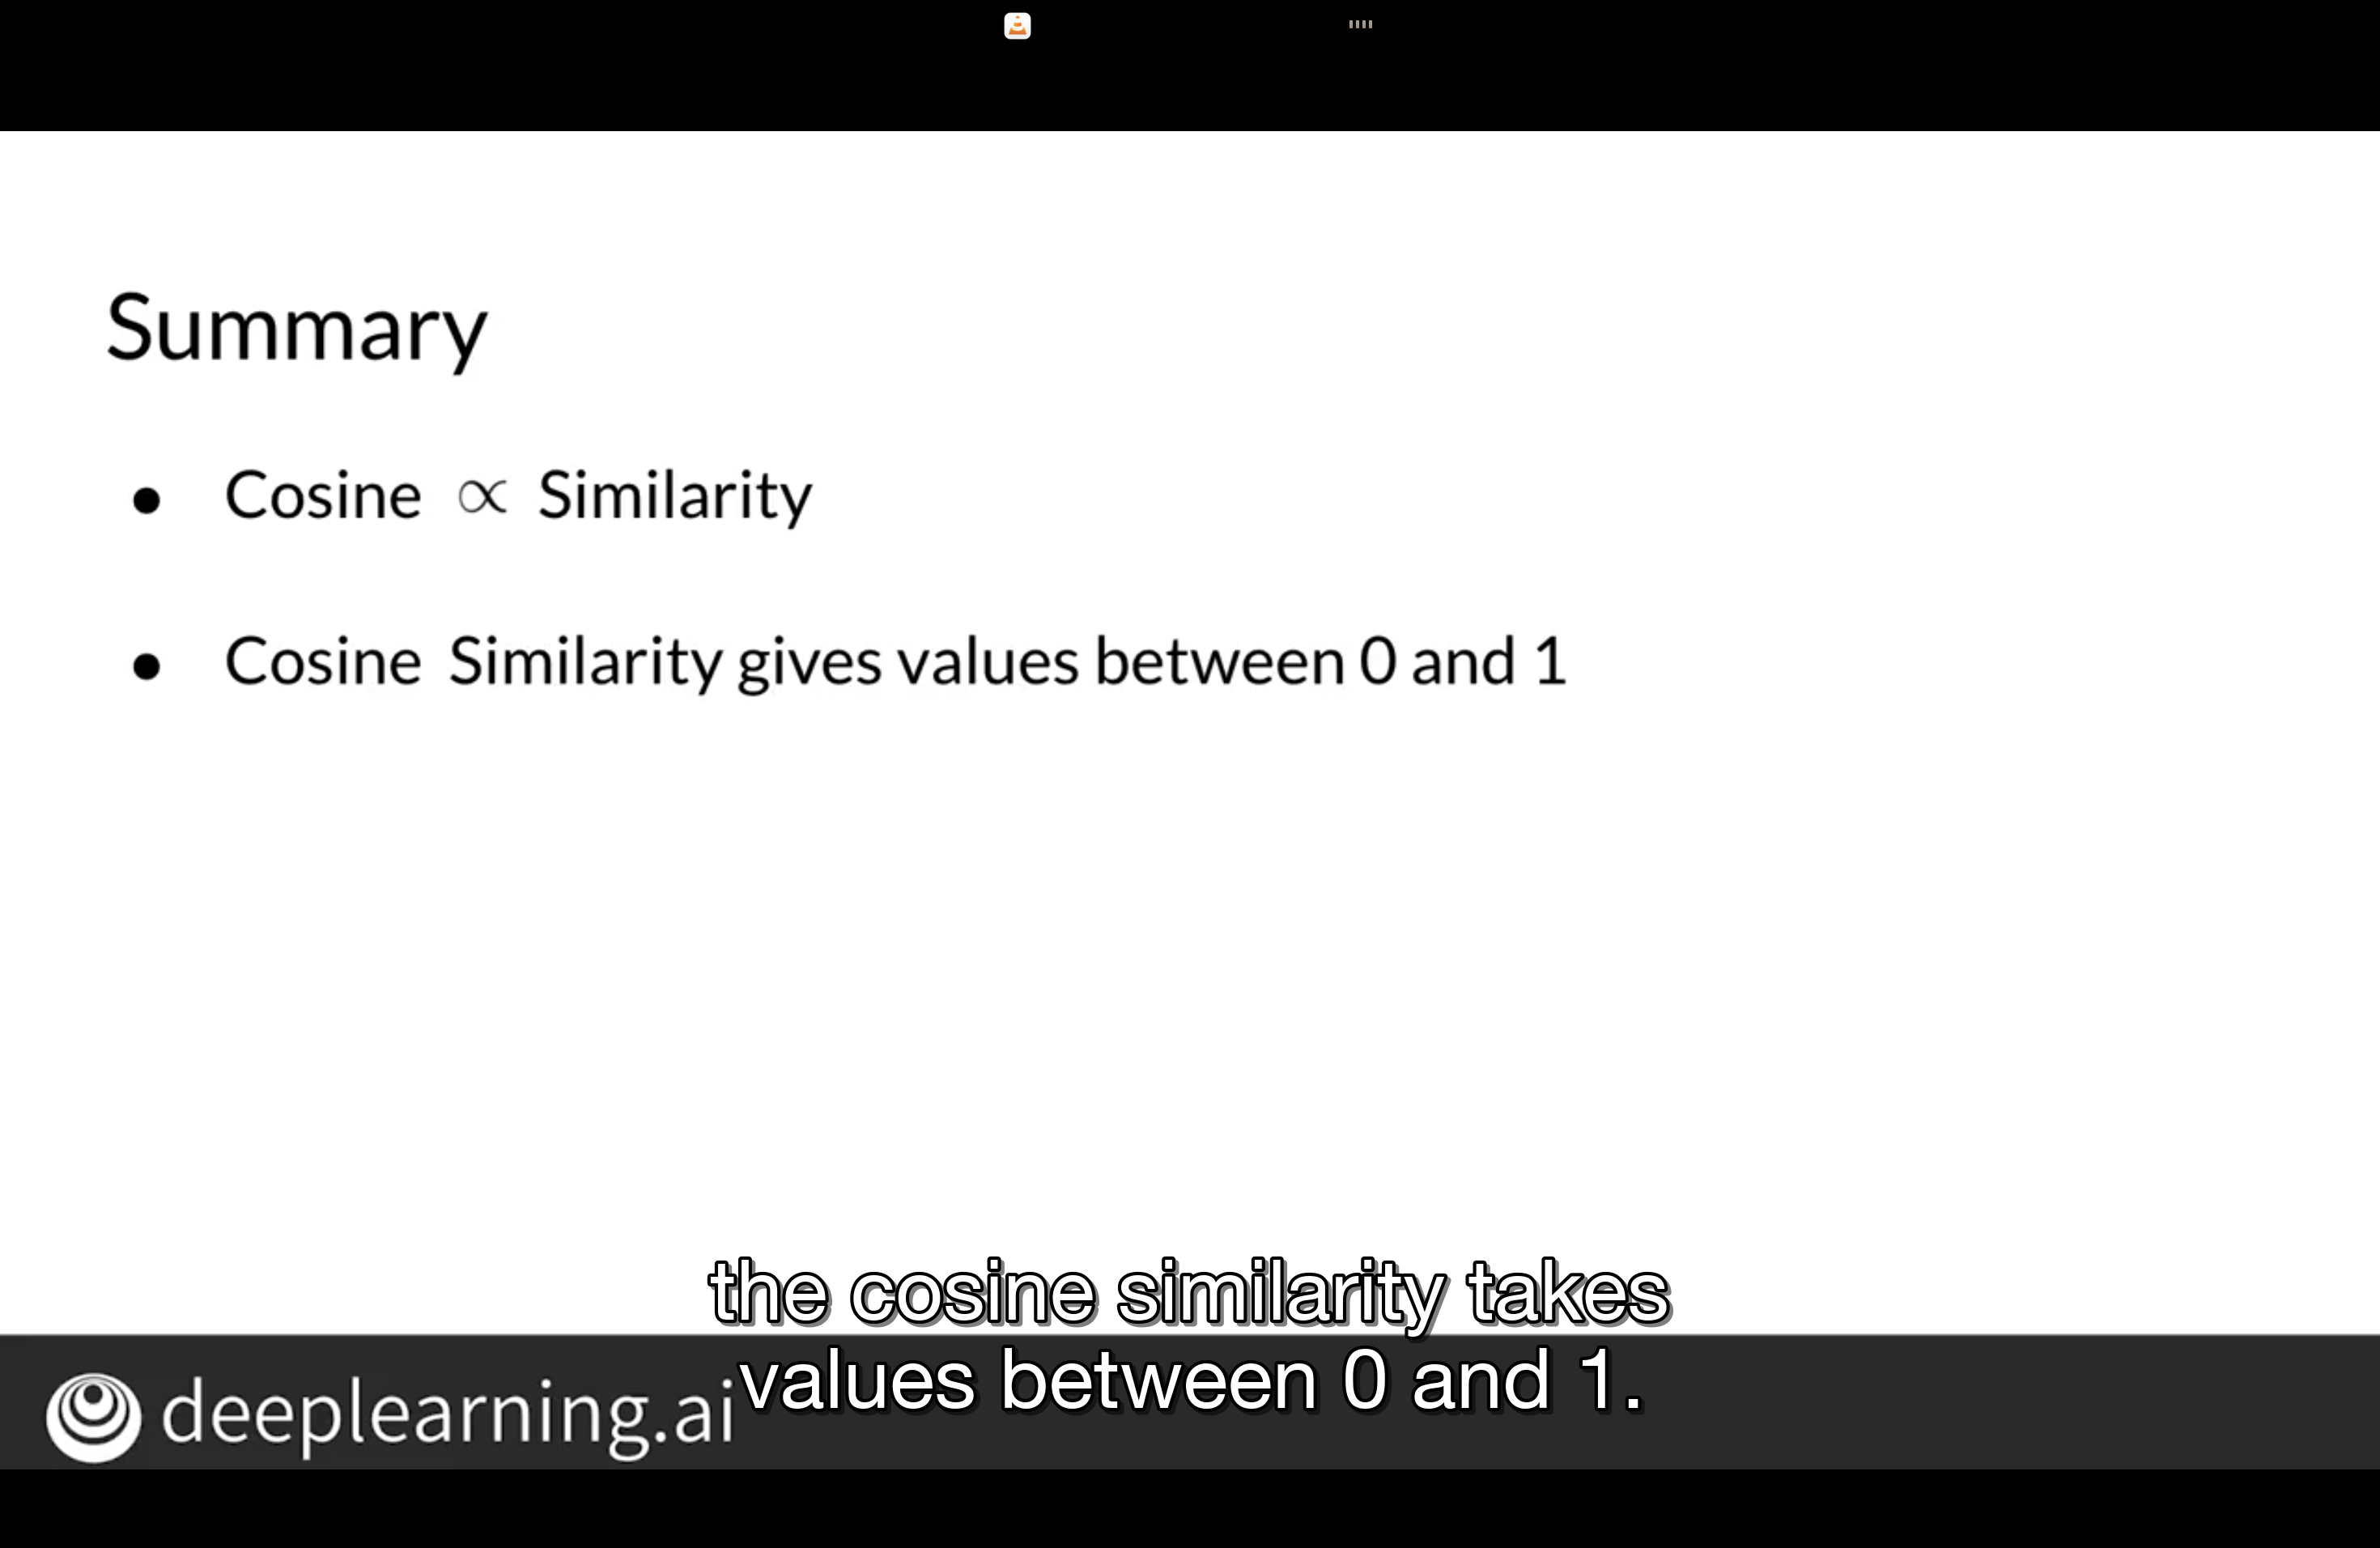 Summary
• Cosine ∝ Similarity
• Cosine Similarity gives values between 0 and 1
the cosine similarity takes
values between 0 and 1.
deeplearning.ai